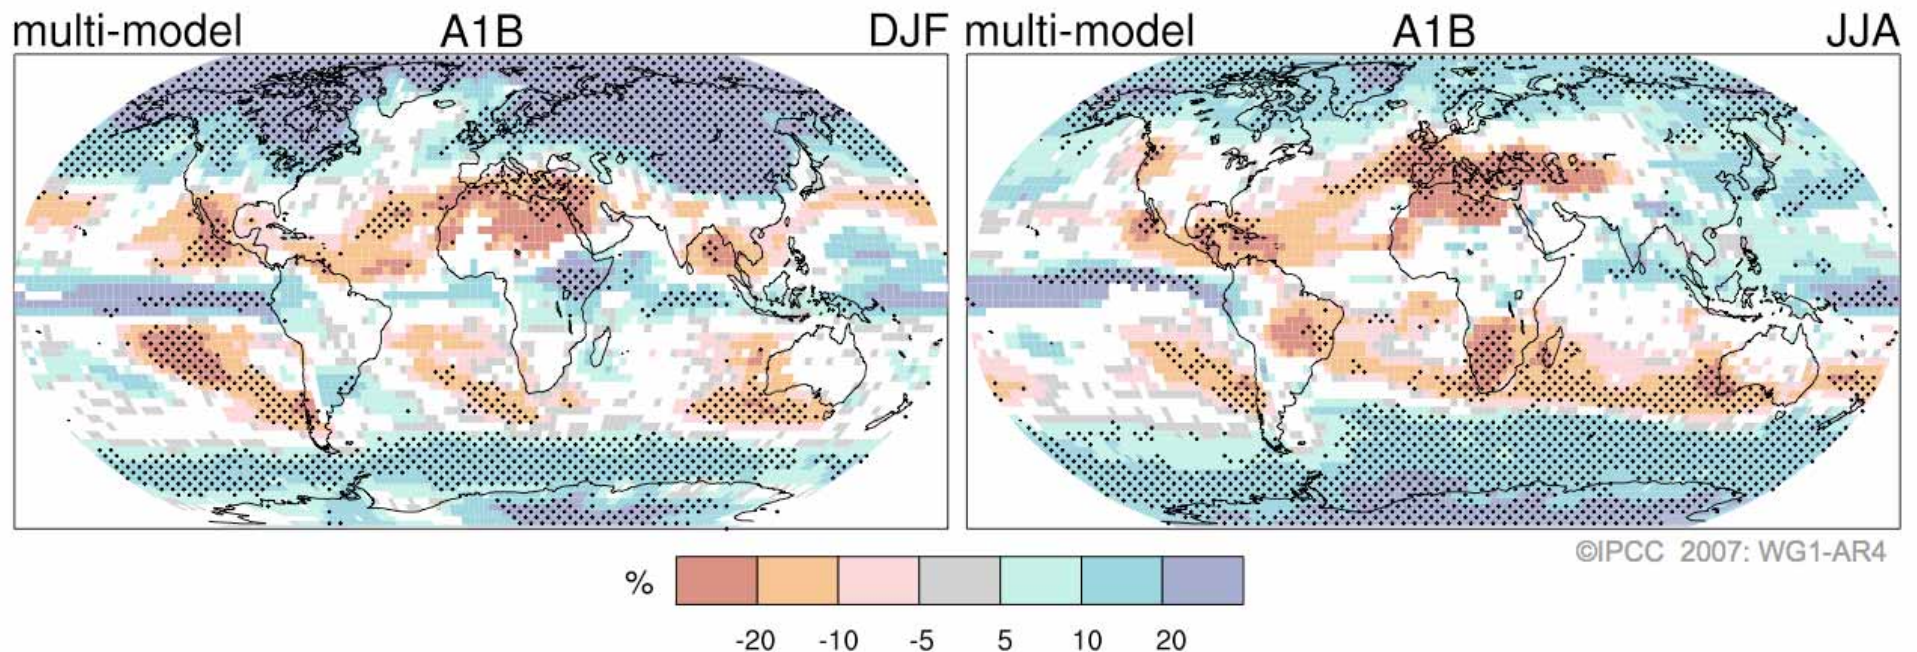 multi-model A1B DJF multi-model A1B JJA
©IPCC 2007: WG1-AR4
%
-20 -10 -5 5 10 20